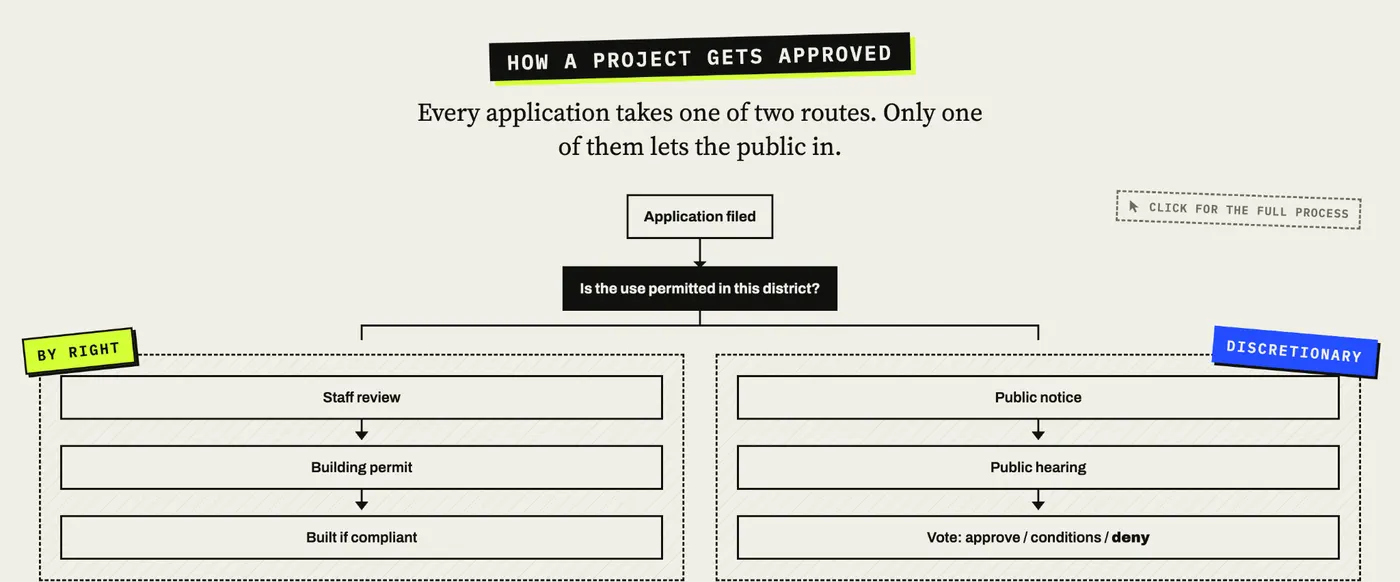 HOW A PROJECT GETS APPROVED
Every application takes one of two routes. Only one
of them lets the public in.
Application filed
CLICK FOR THE FULL PROCESS
Is the use permitted in this district?
BY RIGHT
Staff review
Building permit
Built if compliant
DISCRETIONARY
Public notice
Public hearing
Vote: approve / conditions / deny